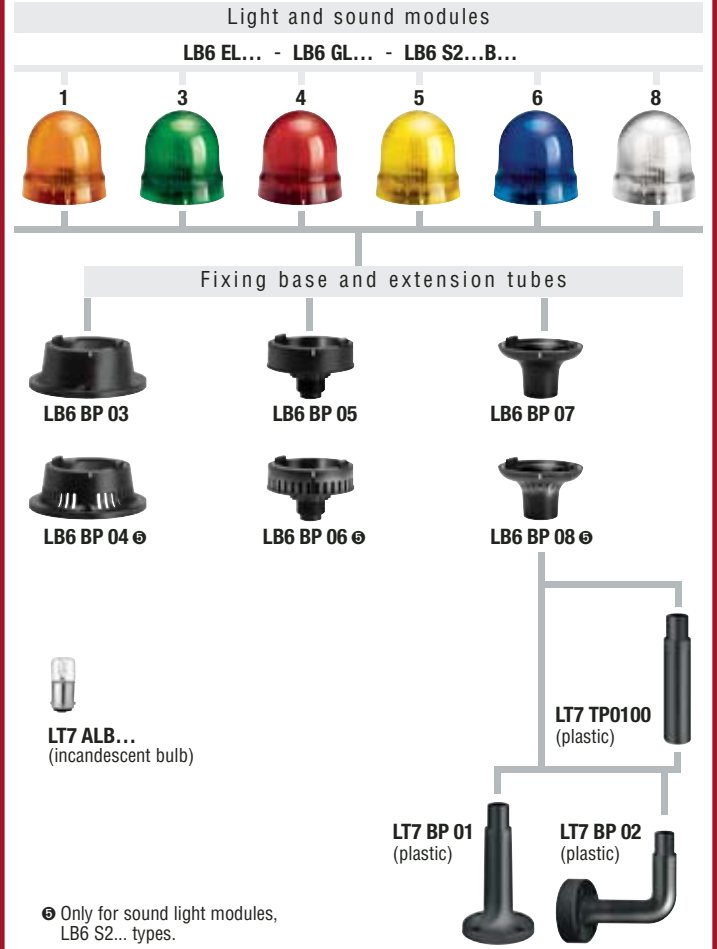 Light and sound modules
LB6 EL... - LB6 GL... - LB6 S2...B...
1 3 4 5 6 8
Fixing base and extension tubes
LB6 BP 03 LB6 BP 05 LB6 BP 07
LB6 BP 04 ❺ LB6 BP 06 ❺ LB6 BP 08 ❺
LT7 TP0100
(plastic)
LT7 ALB...
(incandescent bulb)
LT7 BP 01
(plastic)
LT7 BP 02
(plastic)
❺ Only for sound light modules,
LB6 S2... types.